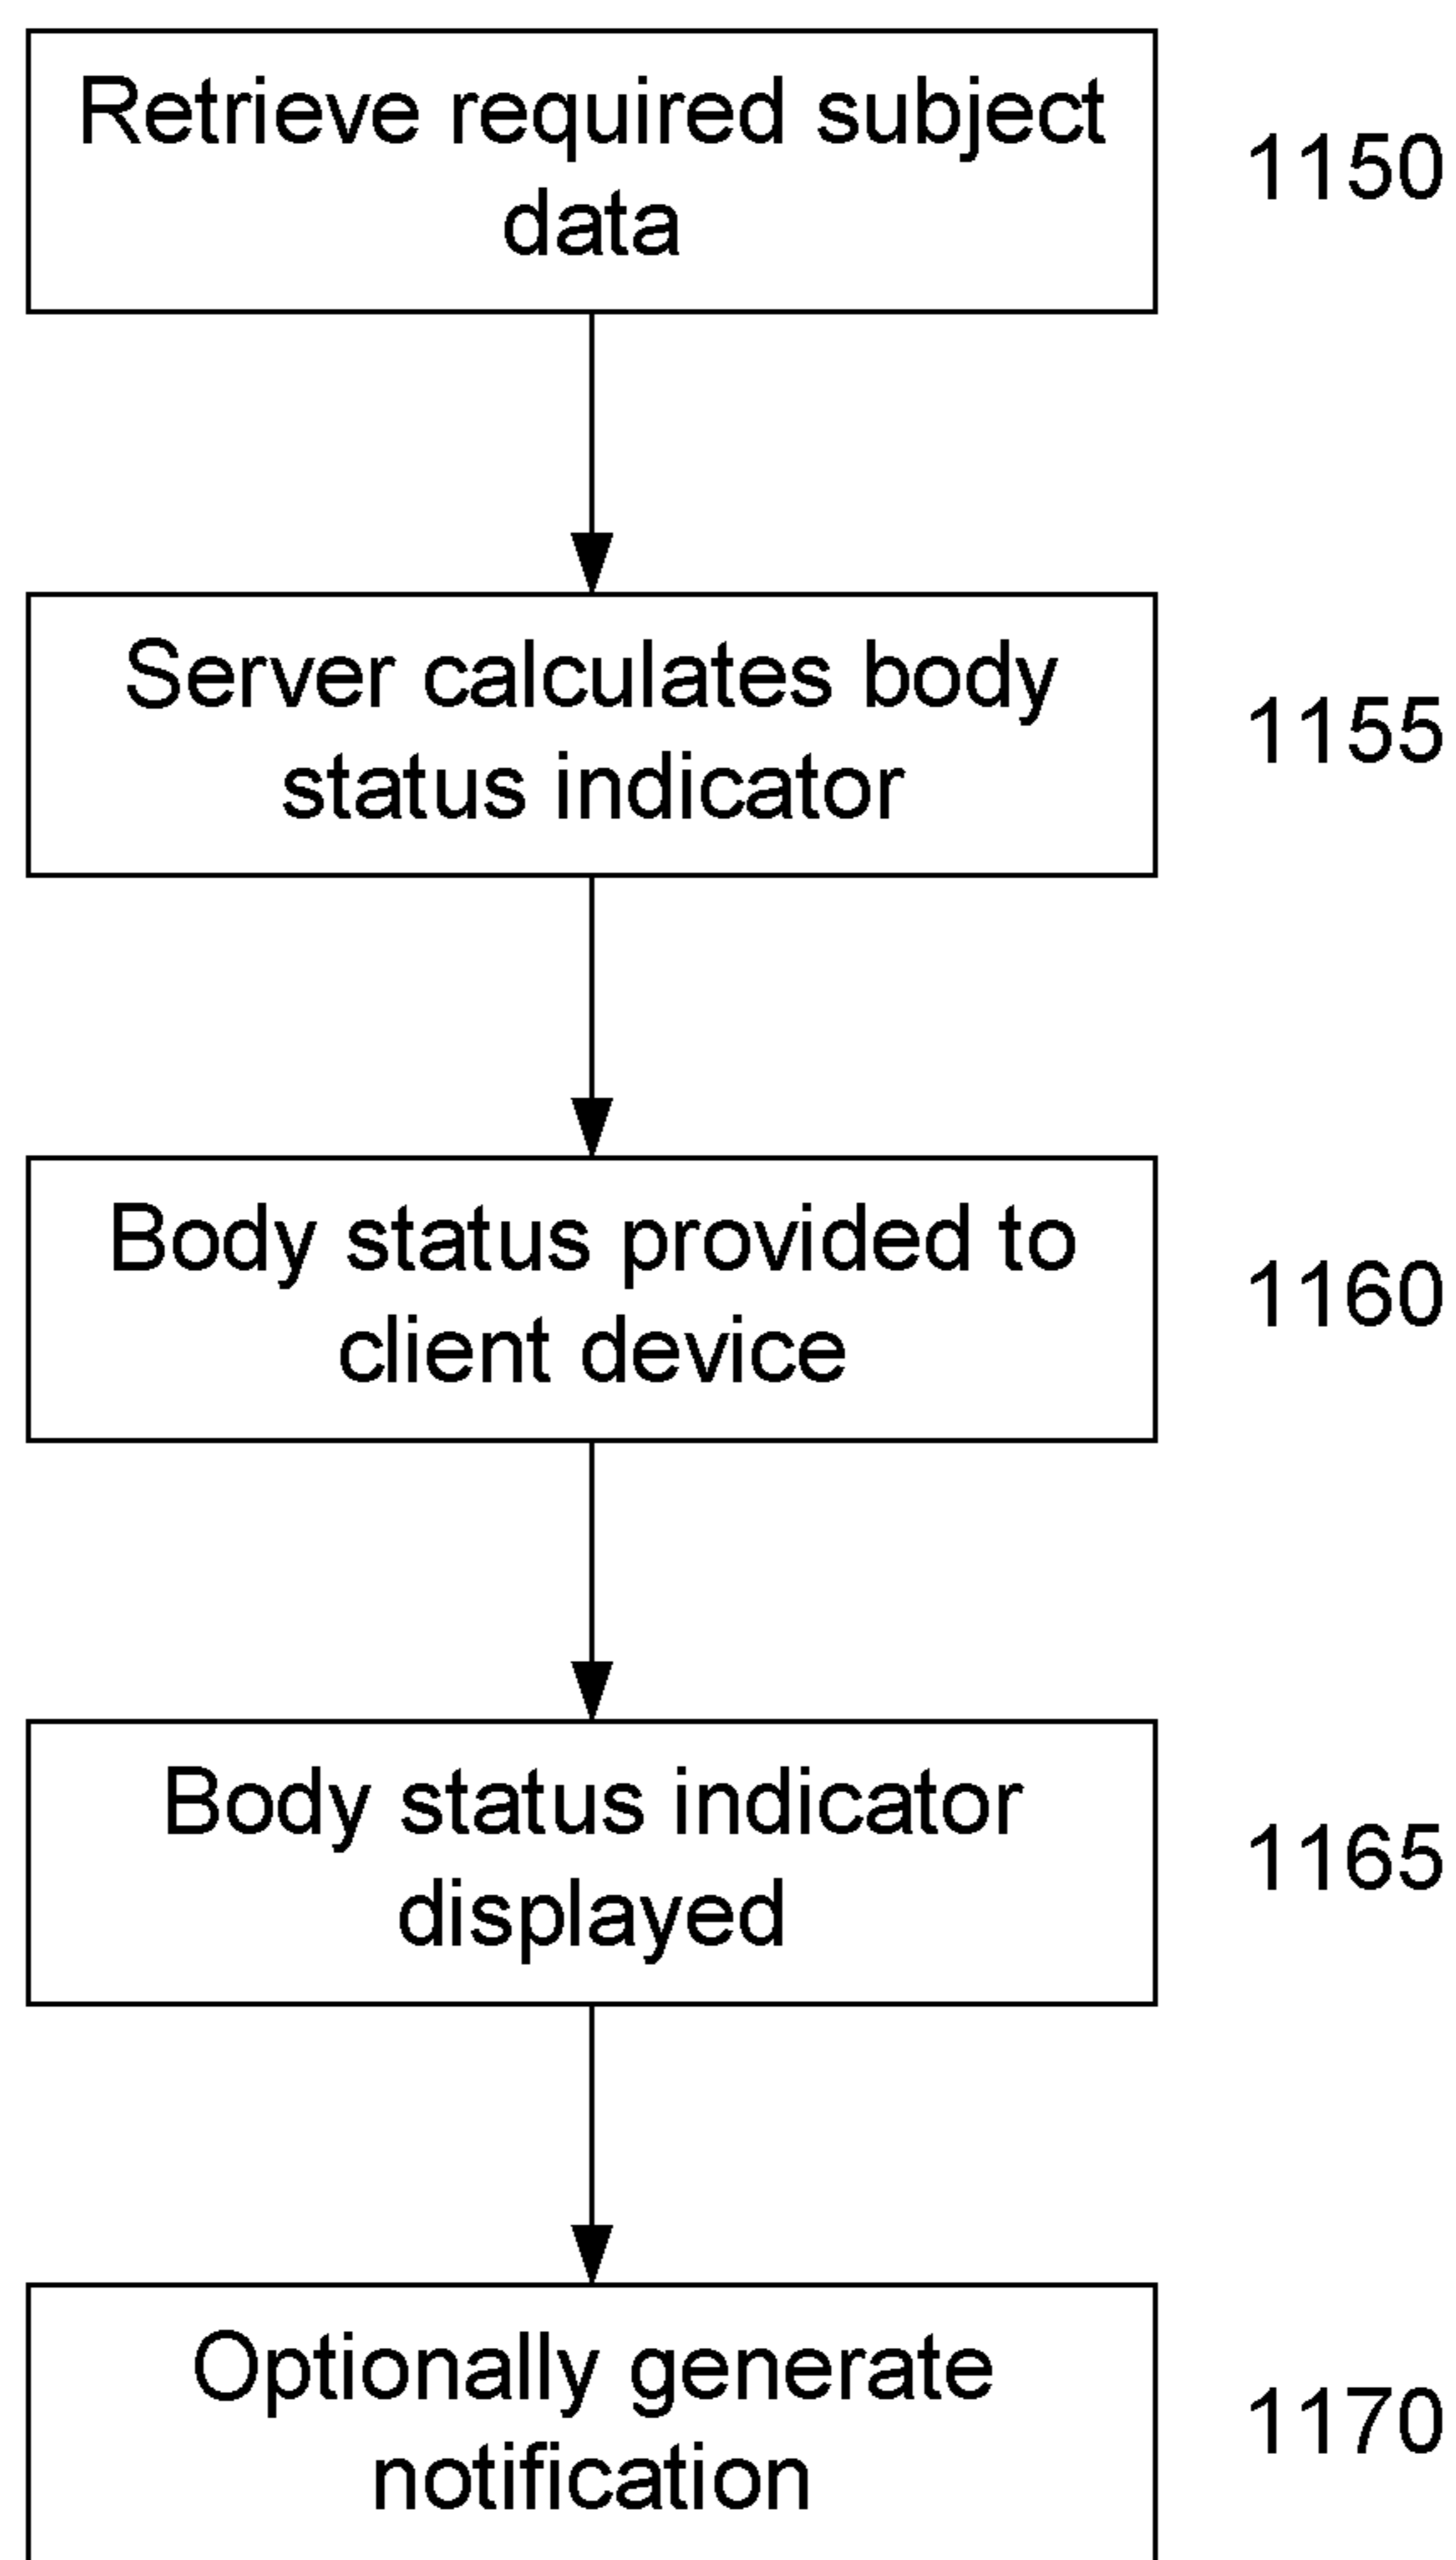 Retrieve required subject
data
1150
Server calculates body
status indicator
1155
Body status provided to
client device
1160
Body status indicator
displayed
1165
Optionally generate
notification
1170